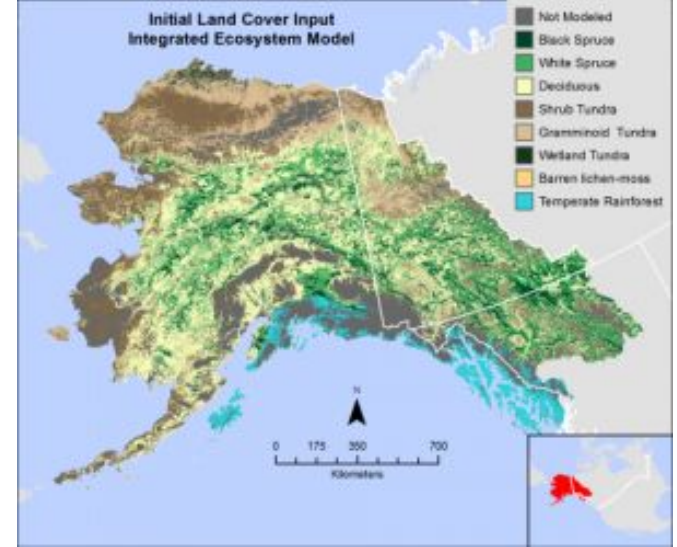 Initial Land Cover Input
Integrated Ecosystem Model
Not Modeled
Black Spruce
White Spruce
Deciduous
Shrub Tundra
Gramminoid Tundra
Wetland Tundra
Barren lichen-moss
Temperate Rainforest
N
0 175 350 700
Kilometers